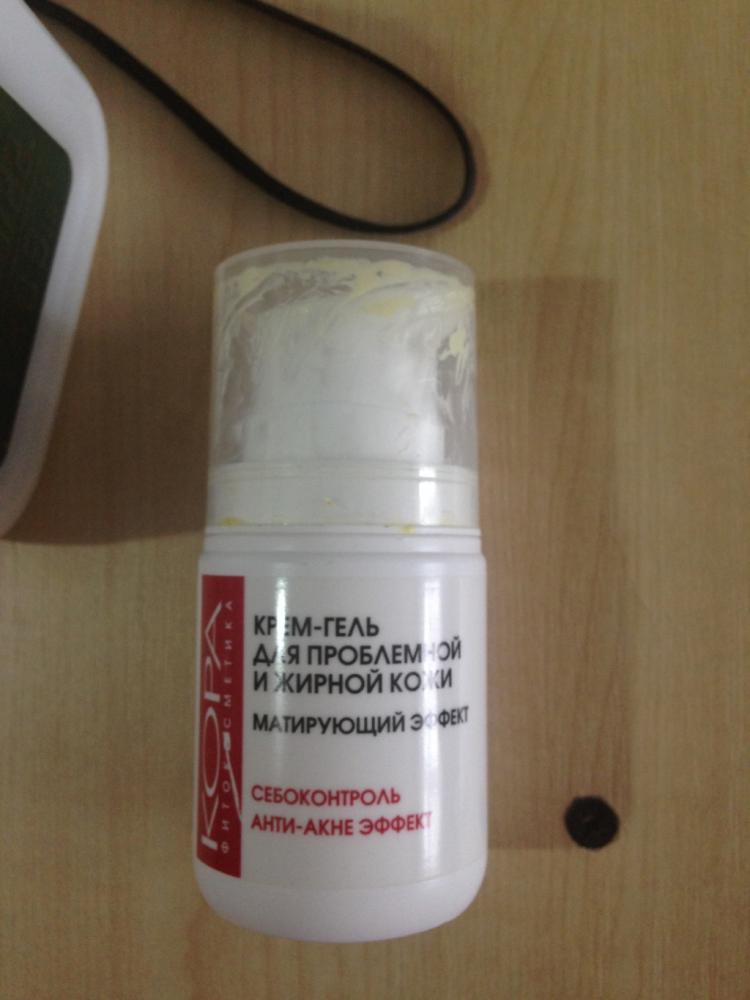 КОРА
ФИТОКОСМЕТИКА
КРЕМ-ГЕЛЬ
ДЛЯ ПРОБЛЕМНОЙ
И ЖИРНОЙ КОЖИ
МАТИРУЮЩИЙ ЭФФЕКТ
СЕБОКОНТРОЛЬ
АНТИ-АКНЕ ЭФФЕКТ